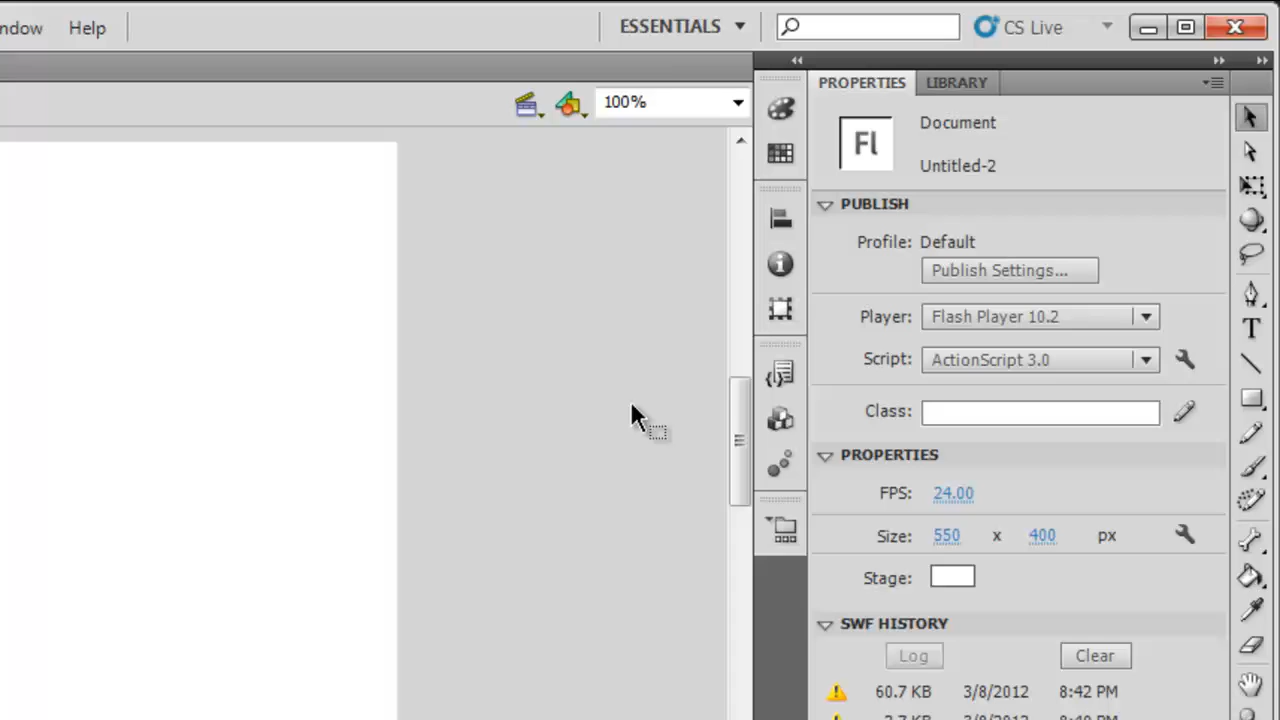 ndow Help ESSENTIALS CS Live
PROPERTIES LIBRARY
100%
Fl
Document
Untitled-2
PUBLISH
Profile: Default
Publish Settings...
Player: Flash Player 10.2
Script: ActionScript 3.0
Class:
PROPERTIES
FPS: 24.00
Size: 550 x 400 px
Stage:
SWF HISTORY
Log Clear
60.7 KB 3/8/2012 8:42 PM